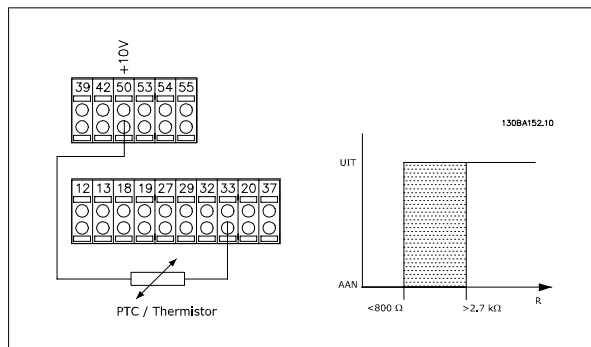 +10V
39 42 50 53 54 55
130BA152.10
UIT
12 13 18 19 27 29 32 33 20 37
AAN
R
<800 Ω
>2.7 kΩ
PTC / Thermistor